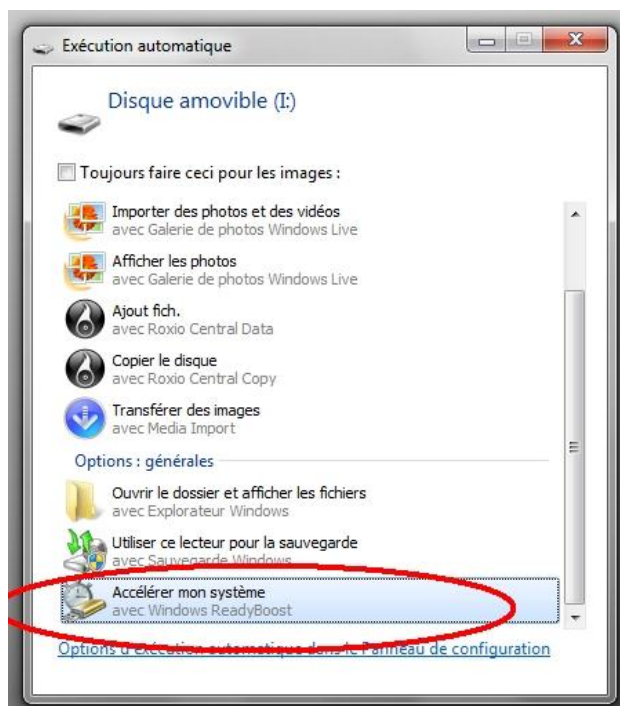 Exécution automatique
Disque amovible (I:)
Toujours faire ceci pour les images :
Importer des photos et des vidéos
avec Galerie de photos Windows Live
Afficher les photos
avec Galerie de photos Windows Live
Ajout fich.
avec Roxio Central Data
Copier le disque
avec Roxio Central Copy
Transférer des images
avec Media Import
Options : générales
Ouvrir le dossier et afficher les fichiers
avec Explorateur Windows
Utiliser ce lecteur pour la sauvegarde
avec Sauvegarde Windows
Accélérer mon système
avec Windows ReadyBoost
Options d'exécution automatique dans le Panneau de configuration